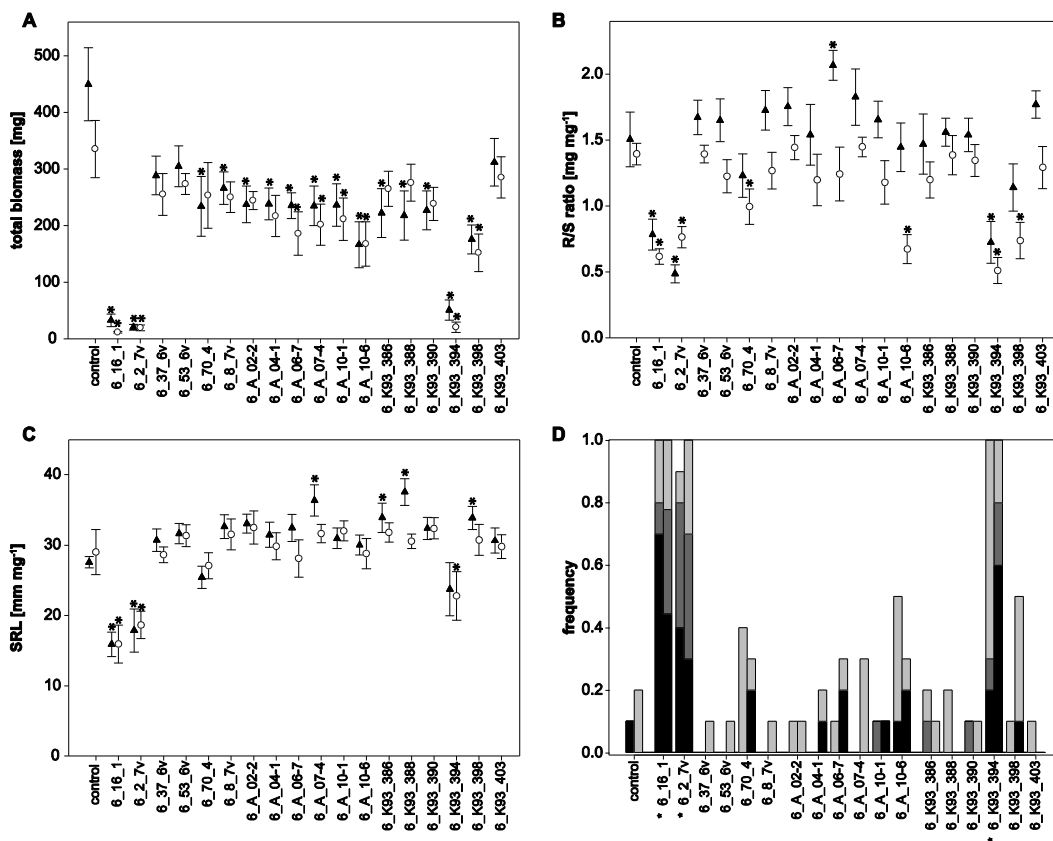 A
total biomass [mg]
500
400
300
200
100
0
control
6_16_1
6_2_7v
6_37_6v
6_53_6v
6_70_4
6_8_7v
6_A_02-2
6_A_04-1
6_A_06-7
6_A_07-4
6_A_10-1
6_A_10-6
6_K93_386
6_K93_388
6_K93_390
6_K93_394
6_K93_398
6_K93_403
B
R/S ratio [mg mg⁻¹]
2.0
1.5
1.0
0.5
0.0
control
6_16_1
6_2_7v
6_37_6v
6_53_6v
6_70_4
6_8_7v
6_A_02-2
6_A_04-1
6_A_06-7
6_A_07-4
6_A_10-1
6_A_10-6
6_K93_386
6_K93_388
6_K93_390
6_K93_394
6_K93_398
6_K93_403
C
SRL [mm mg⁻¹]
40
30
20
10
0
control
6_16_1
6_2_7v
6_37_6v
6_53_6v
6_70_4
6_8_7v
6_A_02-2
6_A_04-1
6_A_06-7
6_A_07-4
6_A_10-1
6_A_10-6
6_K93_386
6_K93_388
6_K93_390
6_K93_394
6_K93_398
6_K93_403
D
frequency
1.0
0.8
0.6
0.4
0.2
0.0
control
* 6_16_1
* 6_2_7v
6_37_6v
6_53_6v
6_70_4
6_8_7v
6_A_02-2
6_A_04-1
6_A_06-7
6_A_07-4
6_A_10-1
6_A_10-6
6_K93_386
6_K93_388
6_K93_390
* 6_K93_394
6_K93_398
6_K93_403